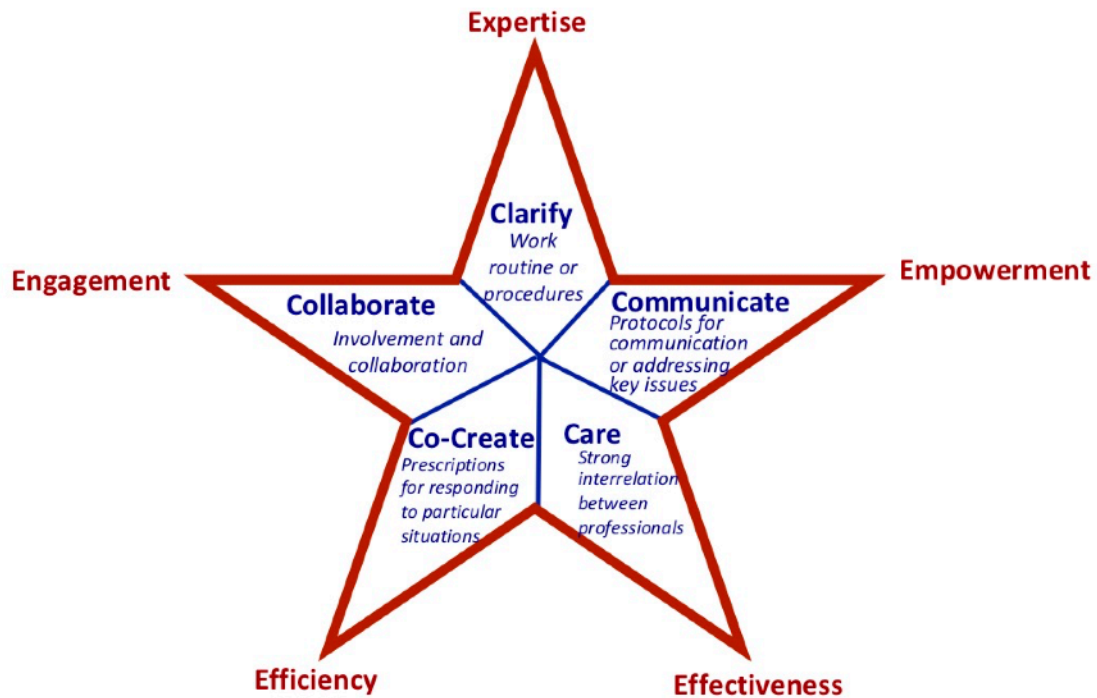 Expertise
Clarify
Work
routine or
procedures
Engagement
Empowerment
Collaborate
Involvement and
collaboration
Communicate
Protocols for
communication
or addressing
key issues
Co-Create
Prescriptions
for responding
to particular
situations
Care
Strong
interrelation
between
professionals
Efficiency
Effectiveness